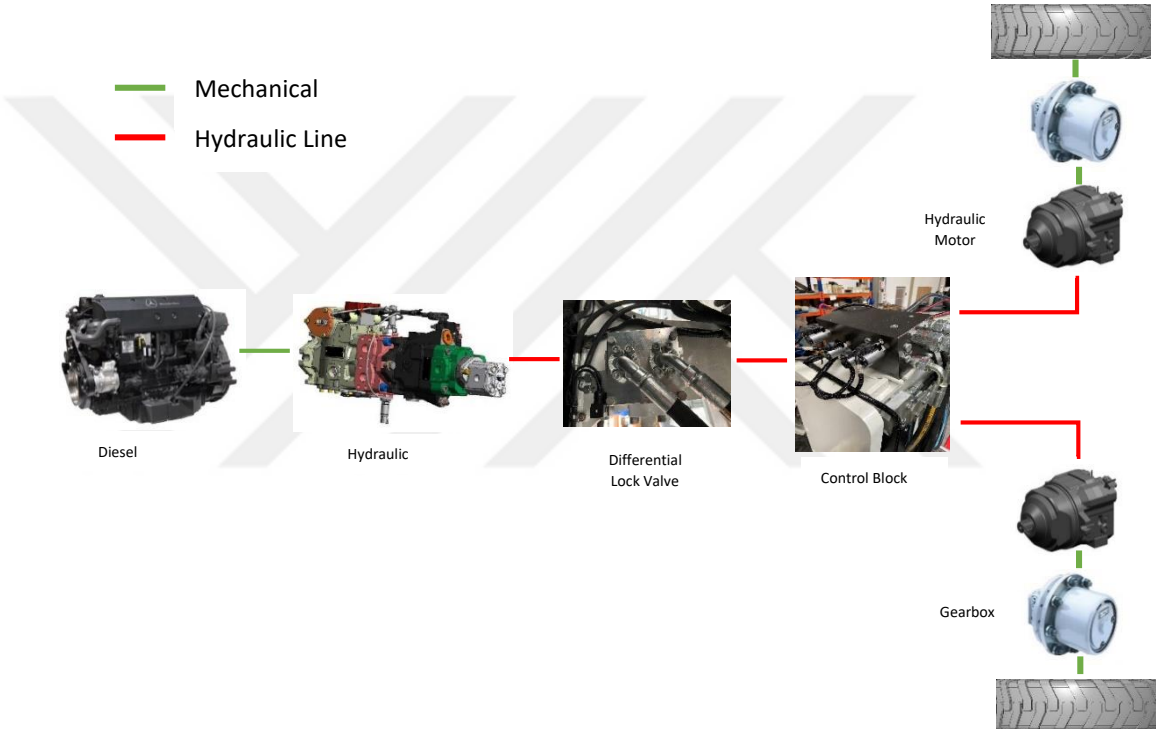 Mechanical
Hydraulic Line
Hydraulic
Motor
Diesel
Hydraulic
Differential
Lock Valve
Control Block
Gearbox